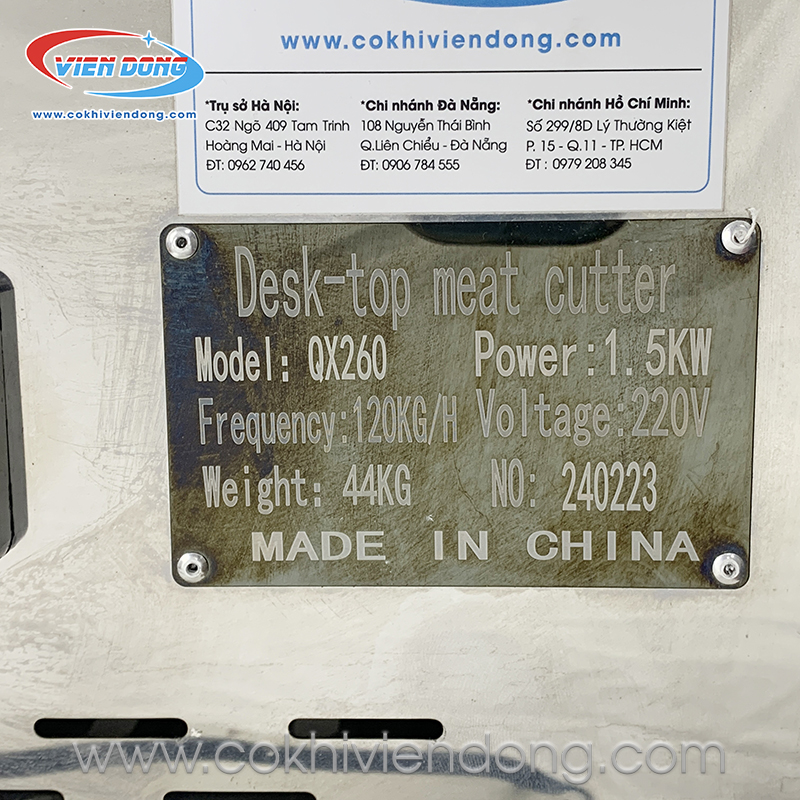 VIEN DONG
www.cokhiviendong.com
www.cokhiviendong.com
*Trụ sở Hà Nội:
C32 Ngõ 409 Tam Trinh
Hoàng Mai - Hà Nội
ĐT: 0962 740 456
*Chi nhánh Đà Nẵng:
108 Nguyễn Thái Bình
Q.Liên Chiểu - Đà Nẵng
ĐT: 0906 784 555
*Chi nhánh Hồ Chí Minh:
Số 299/8D Lý Thường Kiệt
P. 15 - Q.11 - TP. HCM
ĐT : 0979 208 345
Desk-top meat cutter
Model: QX260 Power:1.5KW
Frequency:120KG/H Voltage:220V
Weight: 44KG NO: 240223
MADE IN CHINA
www.cokhiviendong.com